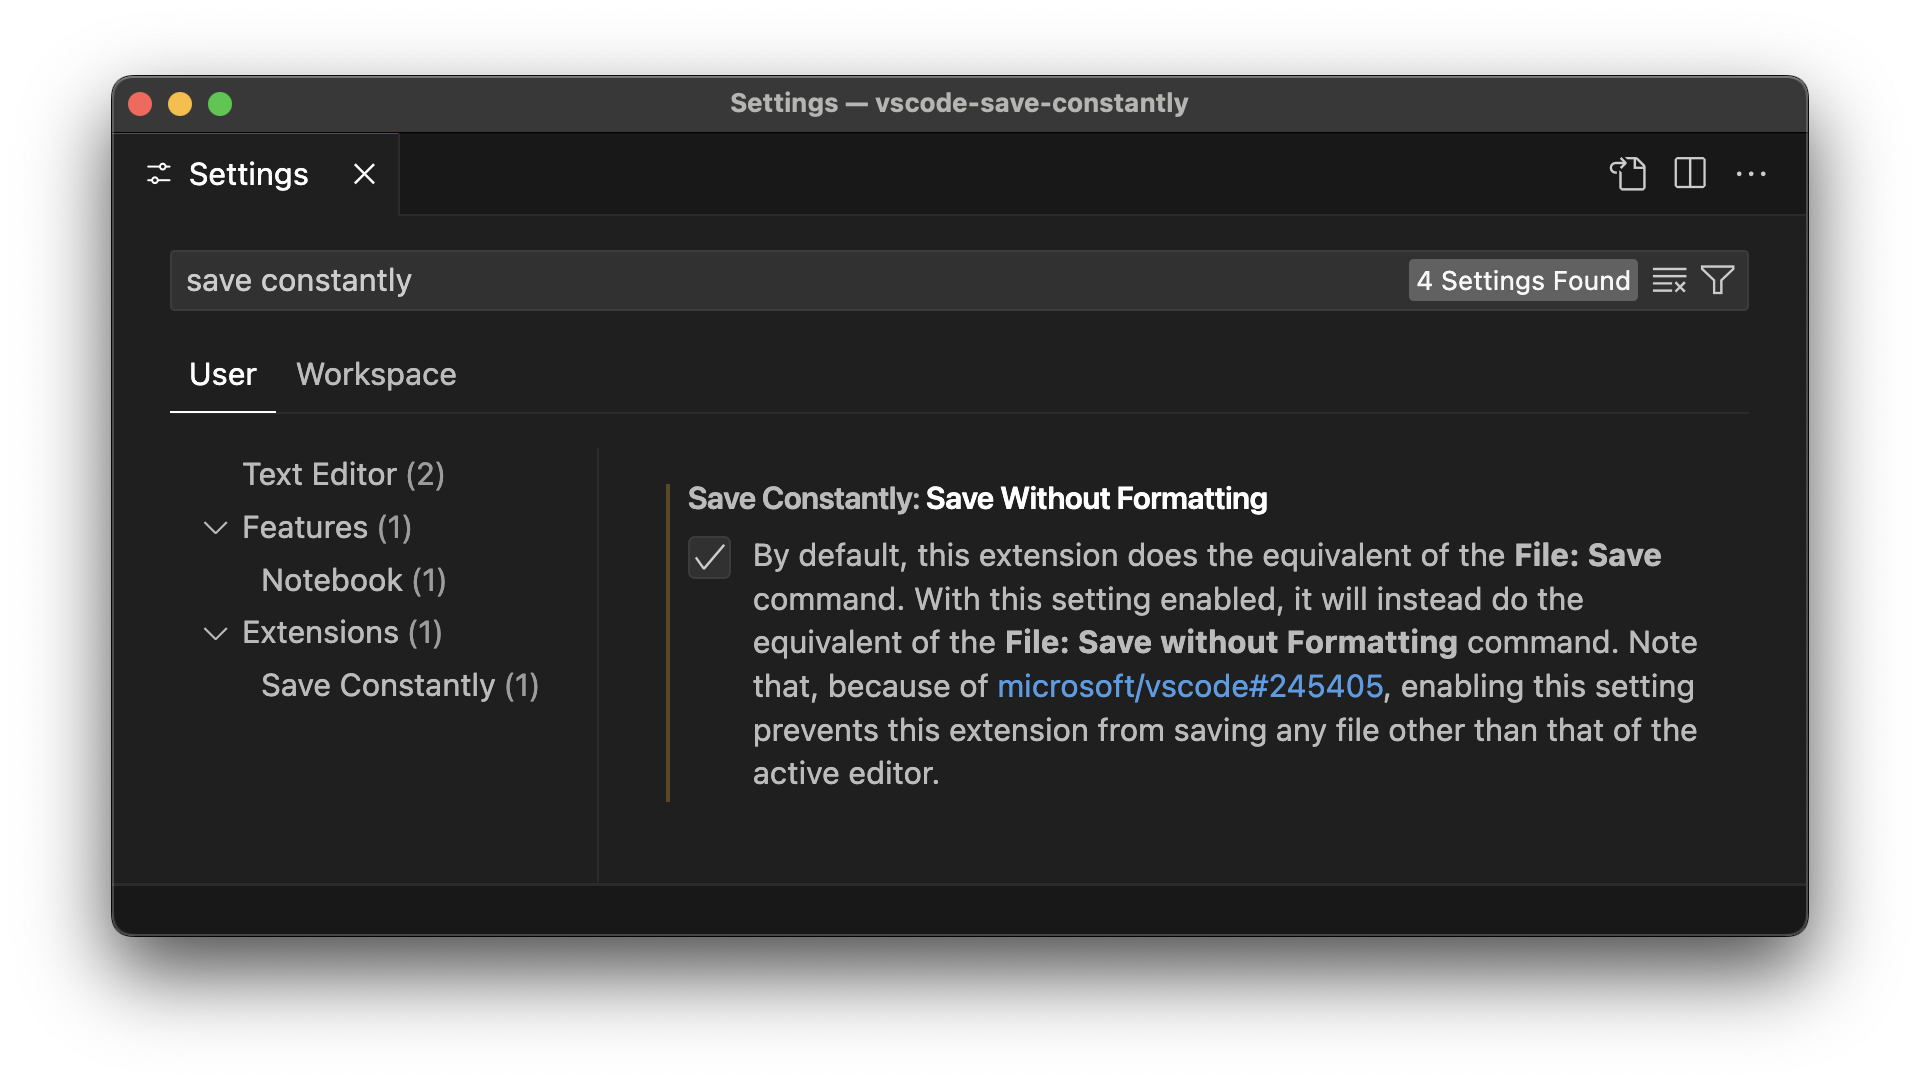 Settings — vscode-save-constantly
Settings
save constantly
4 Settings Found
User
Workspace
Text Editor (2)
Features (1)
Notebook (1)
Extensions (1)
Save Constantly (1)
Save Constantly: Save Without Formatting
By default, this extension does the equivalent of the File: Save
command. With this setting enabled, it will instead do the
equivalent of the File: Save without Formatting command. Note
that, because of microsoft/vscode#245405, enabling this setting
prevents this extension from saving any file other than that of the
active editor.